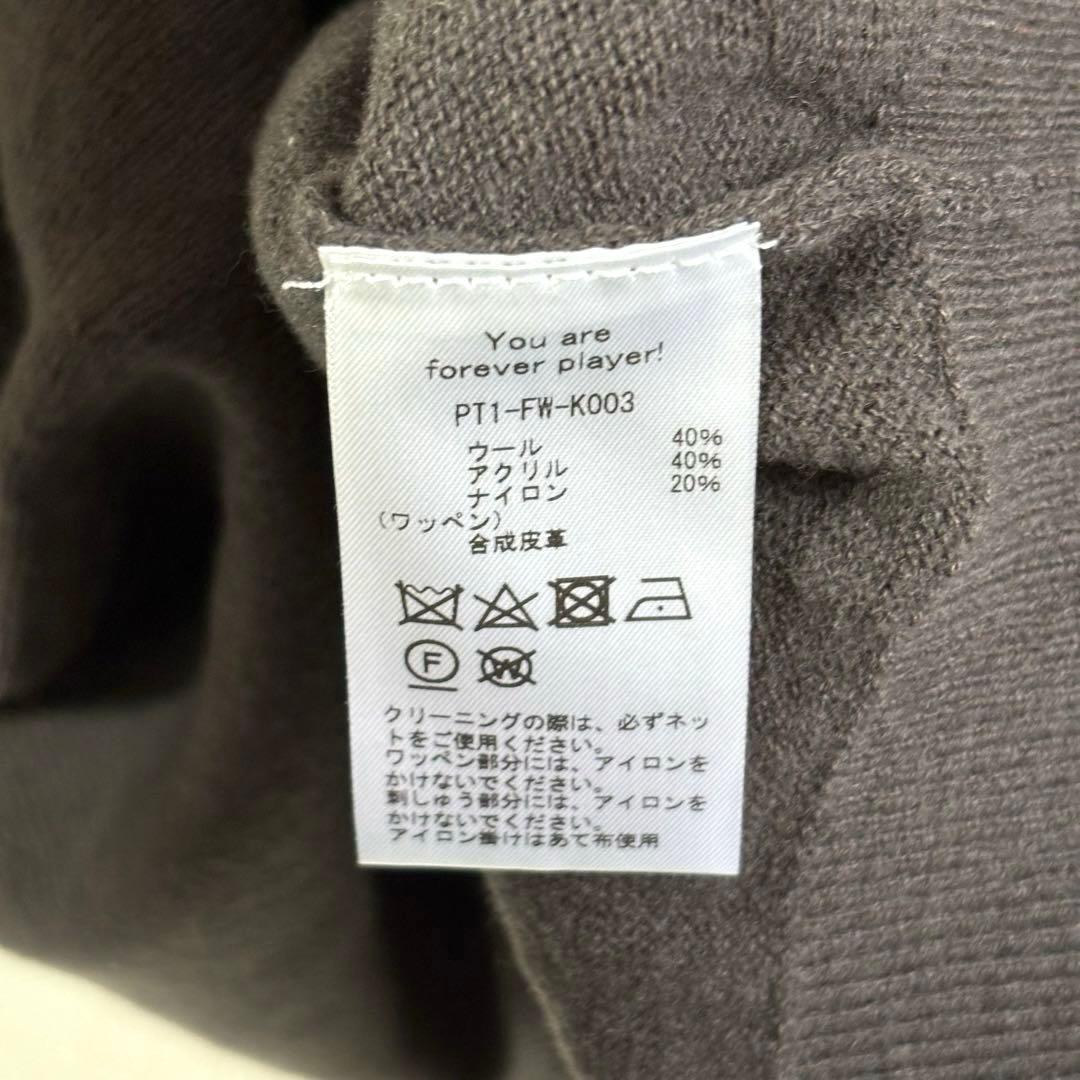 You are
forever player!
PT1-FW-K003
ウール 40%
アクリル 40%
ナイロン 20%
(ワッペン)
合成皮革
F
W
クリーニングの際は、必ずネッ
トをご使用ください。
ワッペン部分には、アイロンを
かけないでください。
刺しゅう部分には、アイロンを
かけないでください。
アイロン掛けはあて布使用